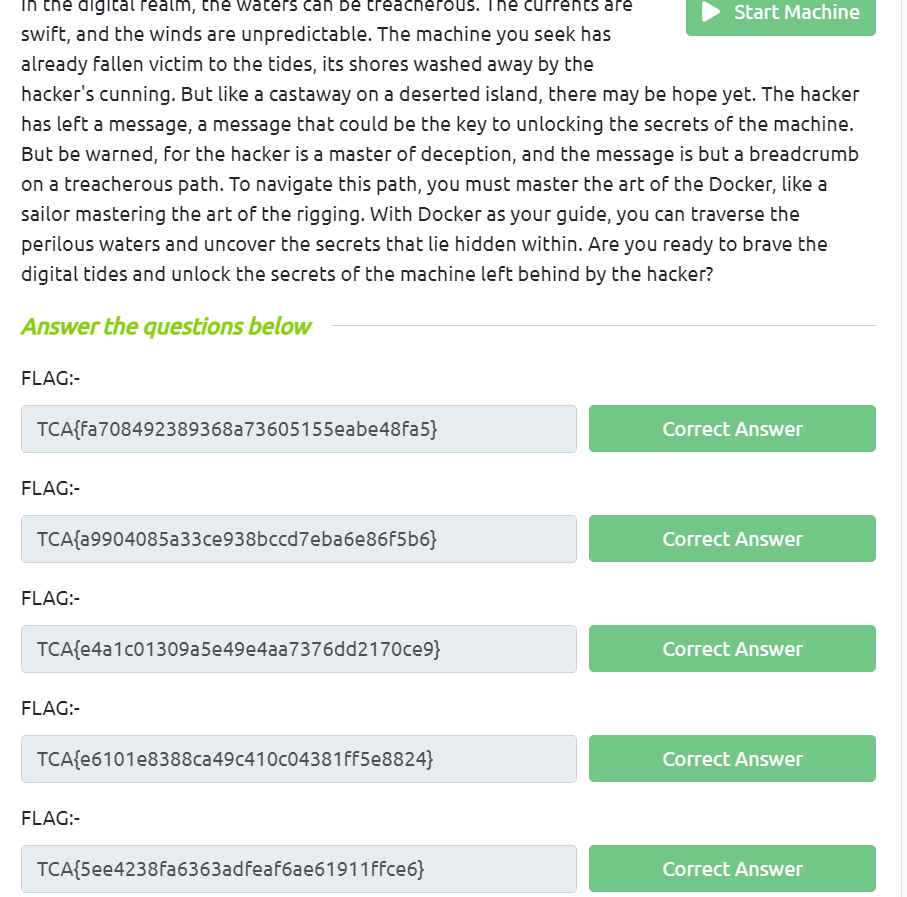 In the digital realm, the waters can be treacherous. The currents are
Start Machine
swift, and the winds are unpredictable. The machine you seek has
already fallen victim to the tides, its shores washed away by the
hacker's cunning. But like a castaway on a deserted island, there may be hope yet. The hacker
has left a message, a message that could be the key to unlocking the secrets of the machine.
But be warned, for the hacker is a master of deception, and the message is but a breadcrumb
on a treacherous path. To navigate this path, you must master the art of the Docker, like a
sailor mastering the art of the rigging. With Docker as your guide, you can traverse the
perilous waters and uncover the secrets that lie hidden within. Are you ready to brave the
digital tides and unlock the secrets of the machine left behind by the hacker?
Answer the questions below
FLAG:-
TCA{fa708492389368a73605155eabe48fa5}
Correct Answer
FLAG:-
TCA{a9904085a33ce938bccd7eba6e86f5b6}
Correct Answer
FLAG:-
TCA{e4a1c01309a5e49e4aa7376dd2170ce9}
Correct Answer
FLAG:-
TCA{e6101e8388ca49c410c04381ff5e8824}
Correct Answer
FLAG:-
TCA{5ee4238fa6363adfeaf6ae61911ffce6}
Correct Answer